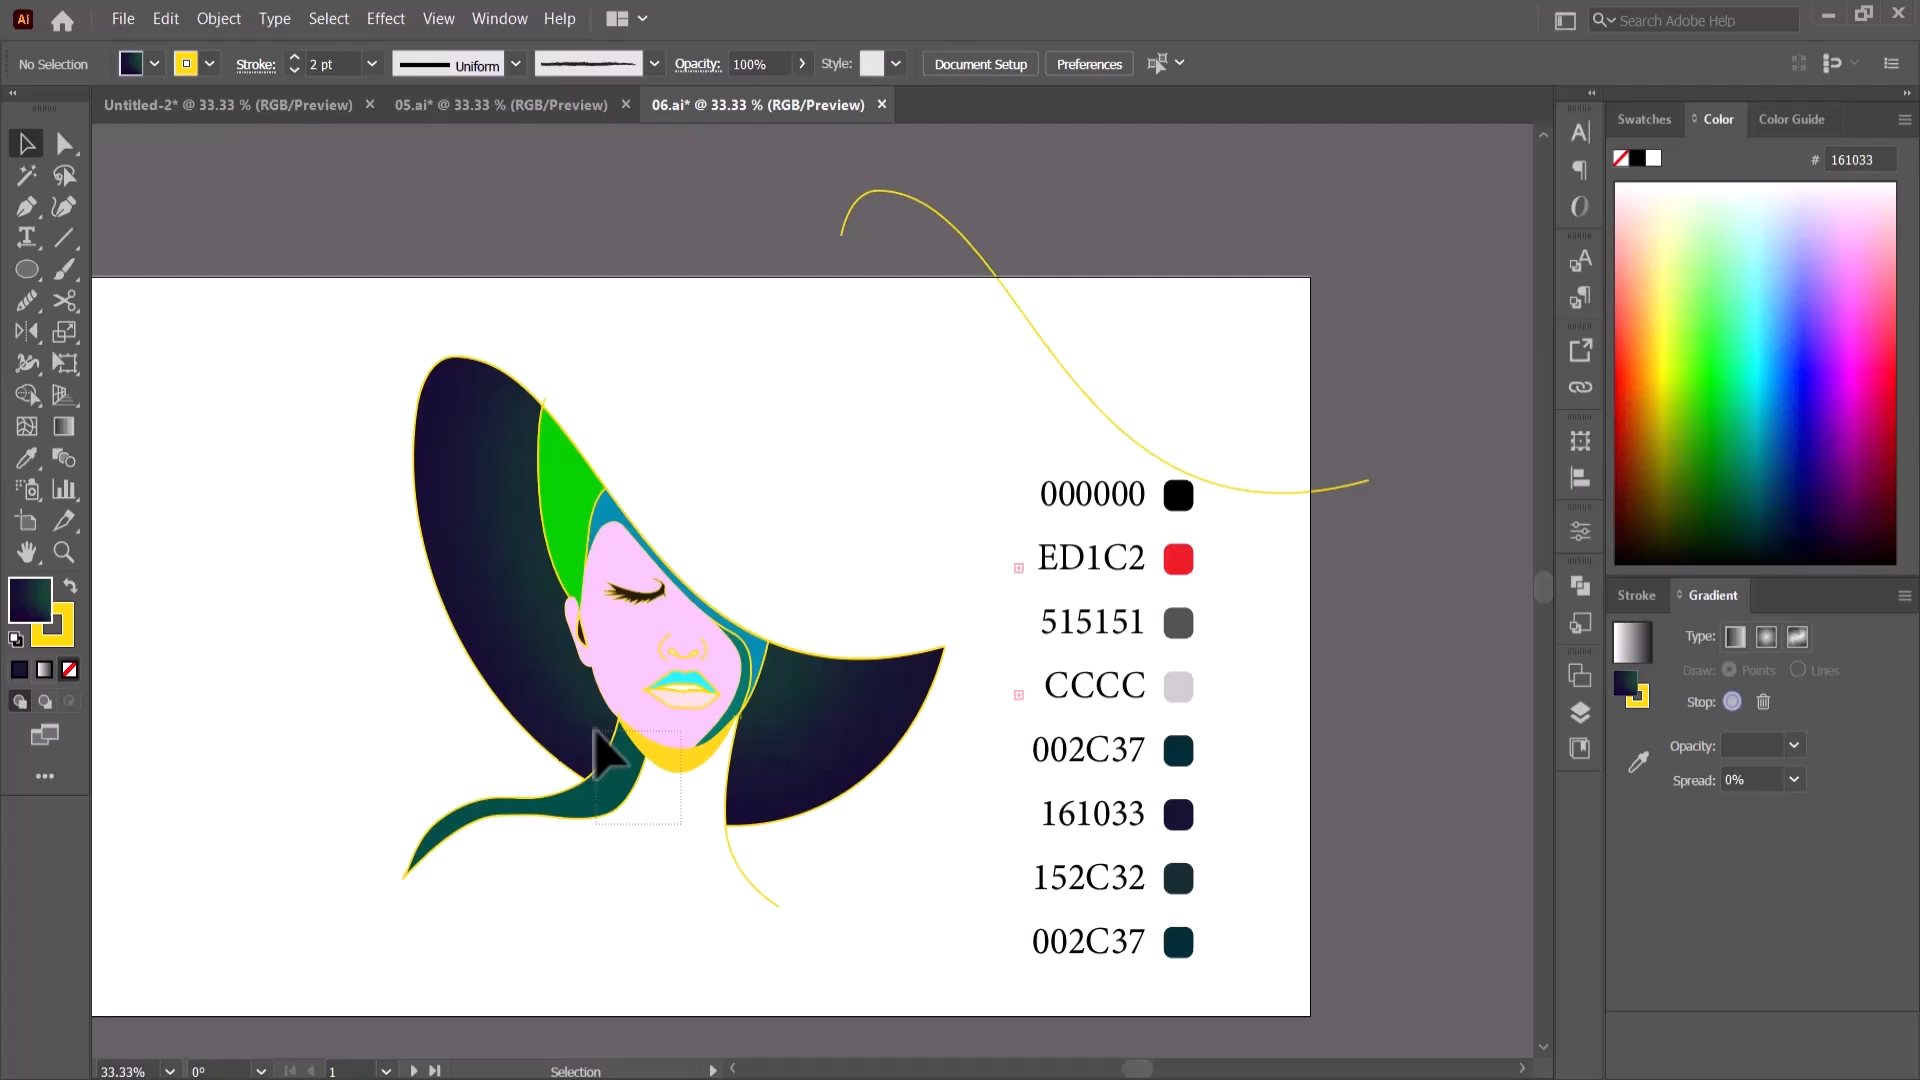 Ai File Edit Object Type Select Effect View Window Help Search Adobe Help
No Selection Stroke: 2 pt Uniform Opacity: 100% Style: Document Setup Preferences
Untitled-2* @ 33.33 % (RGB/Preview) 05.ai* @ 33.33 % (RGB/Preview) 06.ai* @ 33.33 % (RGB/Preview)
Swatches Color Color Guide
# 161033
000000
ED1C2
515151
CCCC
002C37
161033
152C32
002C37
Stroke Gradient
Type:
Draw: Points Lines
Stop:
Opacity:
Spread: 0%
33.33% 0° 1 Selection